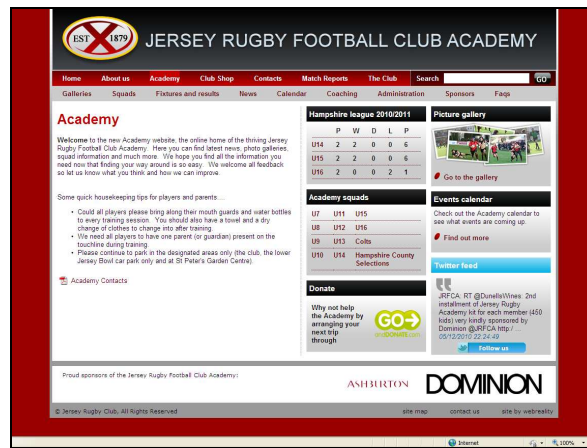 EST 1879
JERSEY RUGBY FOOTBALL CLUB ACADEMY
Home About us Academy Club Shop Contacts Match Reports The Club Search GO
Galleries Squads Fixtures and results News Calendar Coaching Administration Sponsors Faqs
Academy
Welcome to the new Academy website, the online home of the thriving Jersey
Rugby Football Club Academy. Here you can find latest news, photo galleries,
squad information and much more. We hope you find all the information you
need now that finding your way around is so easy. We welcome all feedback
so let us know what you think and how we can improve.
Some quick housekeeping tips for players and parents....
• Could all players please bring along their mouth guards and water bottles
to every training session. You should also have a towel and a dry
change of clothes to change into after training.
• We need all players to have one parent (or guardian) present on the
touchline during training.
• Please continue to park in the designated areas only (the club, the lower
Jersey Bowl car park only and at St Peter's Garden Centre).
Academy Contacts
Hampshire league 2010/2011
P W D L P
U14 2 2 0 0 6
U15 2 2 0 0 6
U16 2 0 0 2 1
Academy squads
U7 U11 U15
U8 U12 U16
U9 U13 Colts
U10 U14 Hampshire County
Selections
Donate
Why not help
the Academy by
arranging your
next trip
through
GO
Picture gallery
Go to the gallery
Events calendar
Check out the Academy calendar to
see what events are coming up.
Find out more
Twitter feed
JRFCA: RT @DunellsWines: 2nd
installment of Jersey Rugby
Academy kit for each member (450
kids) very kindly sponsored by
Dominion @JRFCA http:/ ...
05/12/2010 22:24:49
Follow us
Proud sponsors of the Jersey Rugby Football Club Academy:
ASHBURTON
DOMINION
© Jersey Rugby Club, All Rights Reserved
site map contact us site by webreality
Internet 100%